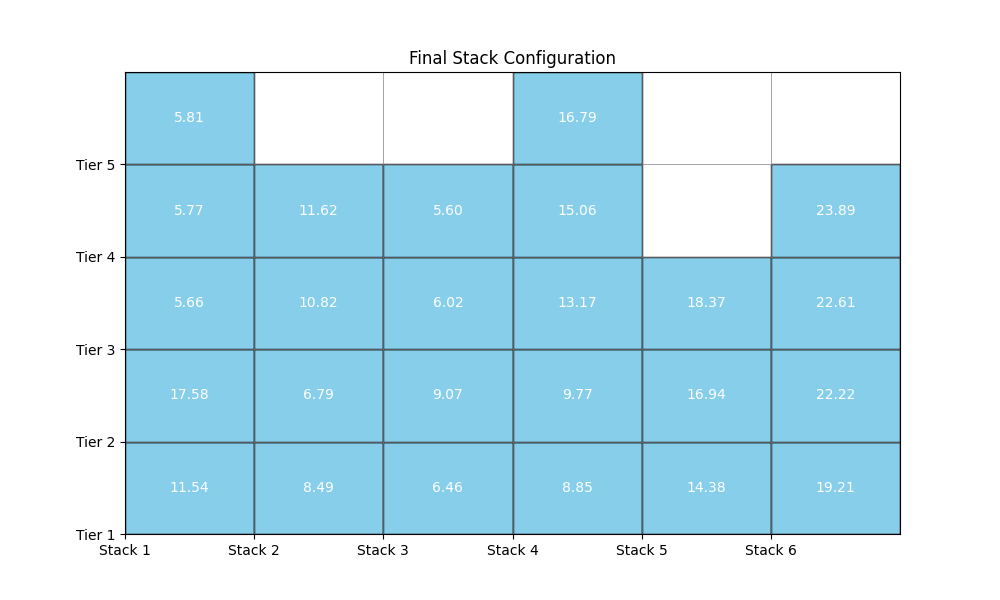 Final Stack Configuration
5.81 16.79
Tier 5
5.77 11.62 5.60 15.06 23.89
Tier 4
5.66 10.82 6.02 13.17 18.37 22.61
Tier 3
17.58 6.79 9.07 9.77 16.94 22.22
Tier 2
11.54 8.49 6.46 8.85 14.38 19.21
Tier 1
Stack 1 Stack 2 Stack 3 Stack 4 Stack 5 Stack 6